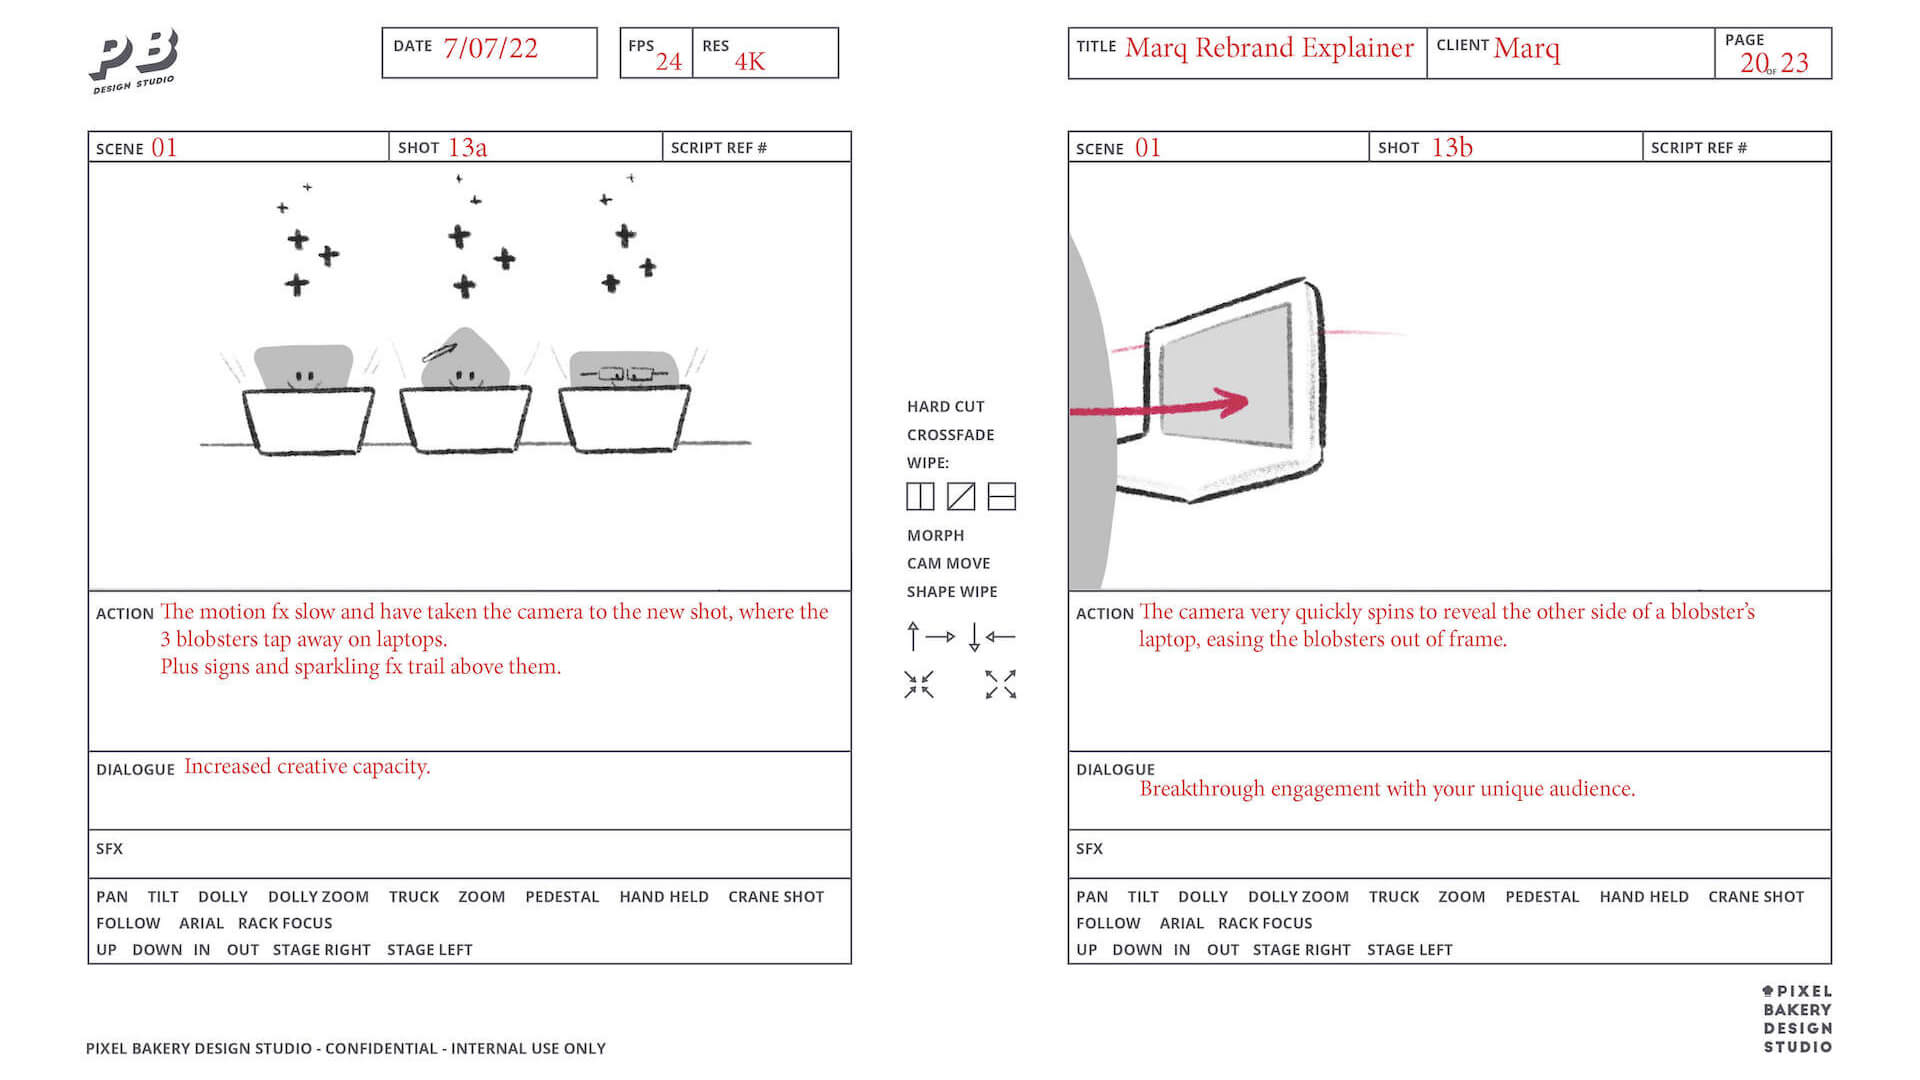 PB
DESIGN STUDIO
DATE 7/07/22
FPS 24
RES 4K
TITLE Marq Rebrand Explainer
CLIENT Marq
PAGE 20 OF 23
SCENE 01
SHOT 13a
SCRIPT REF #
ACTION The motion fx slow and have taken the camera to the new shot, where the
3 blobsters tap away on laptops.
Plus signs and sparkling fx trail above them.
DIALOGUE Increased creative capacity.
SFX
PAN TILT DOLLY DOLLY ZOOM TRUCK ZOOM PEDESTAL HAND HELD CRANE SHOT
FOLLOW ARIAL RACK FOCUS
UP DOWN IN OUT STAGE RIGHT STAGE LEFT
HARD CUT
CROSSFADE
WIPE:
MORPH
CAM MOVE
SHAPE WIPE
SCENE 01
SHOT 13b
SCRIPT REF #
ACTION The camera very quickly spins to reveal the other side of a blobster’s
laptop, easing the blobsters out of frame.
DIALOGUE
Breakthrough engagement with your unique audience.
SFX
PAN TILT DOLLY DOLLY ZOOM TRUCK ZOOM PEDESTAL HAND HELD CRANE SHOT
FOLLOW ARIAL RACK FOCUS
UP DOWN IN OUT STAGE RIGHT STAGE LEFT
PIXEL BAKERY DESIGN STUDIO - CONFIDENTIAL - INTERNAL USE ONLY
PIXEL
BAKERY
DESIGN
STUDIO